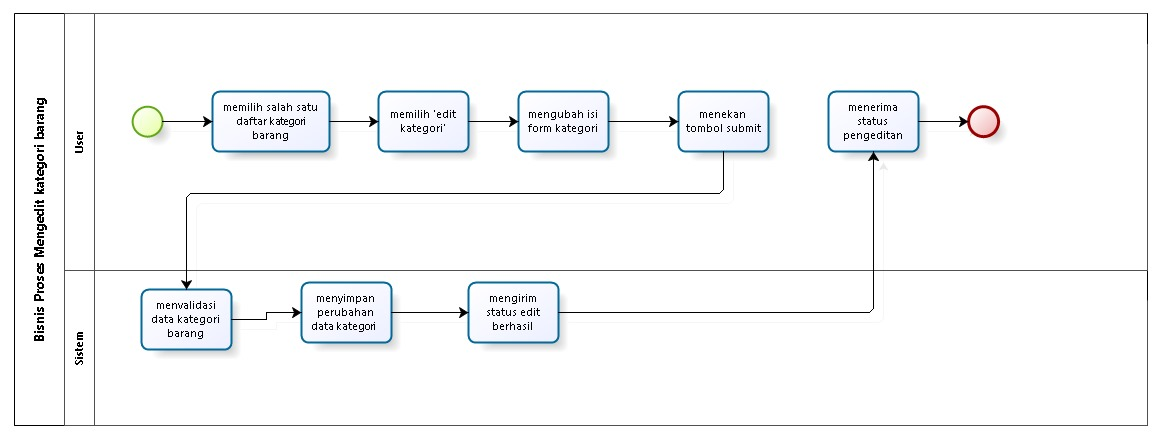 Bisnis Proses Mengedit kategori barang
User
memilih salah satu
daftar kategori
barang
memilih 'edit
kategori'
mengubah isi
form kategori
menekan
tombol submit
menerima
status
pengeditan
Sistem
menvalidasi
data kategori
barang
menyimpan
perubahan
data kategori
mengirim
status edit
berhasil